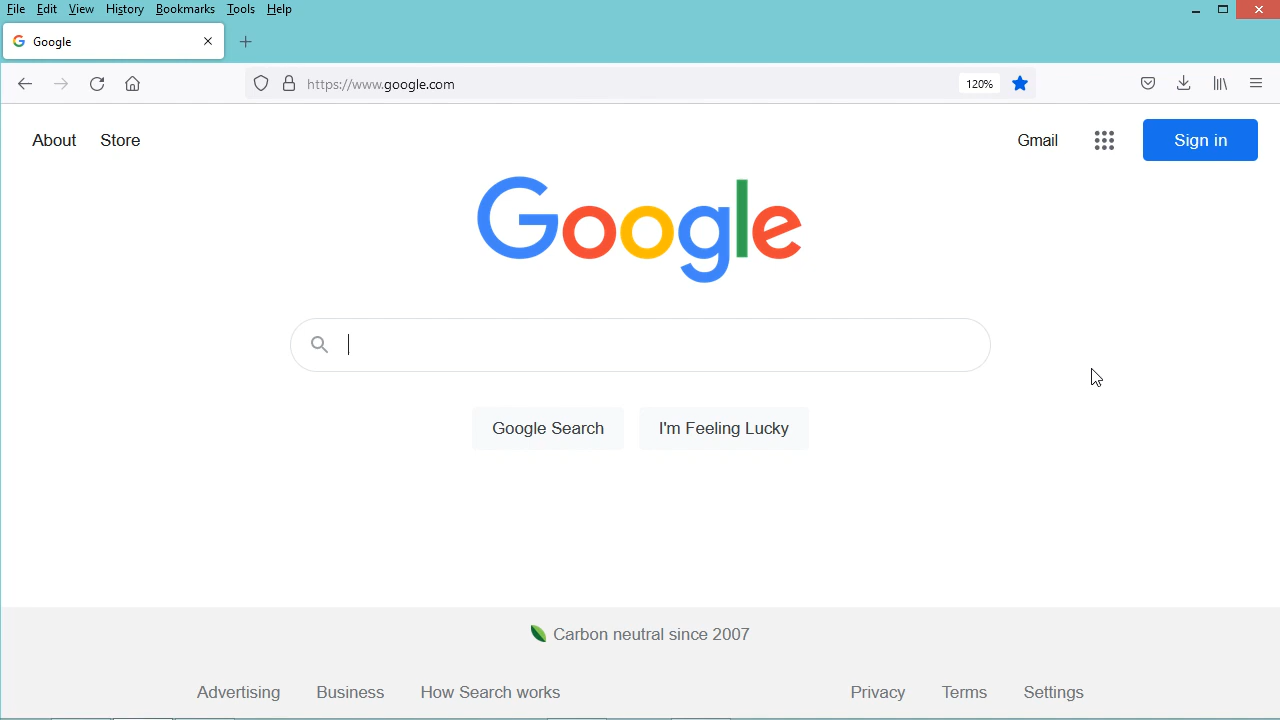 File Edit View History Bookmarks Tools Help
Google
https://www.google.com 120%
About Store Gmail Sign in
Google
Google Search I'm Feeling Lucky
Carbon neutral since 2007
Advertising Business How Search works Privacy Terms Settings